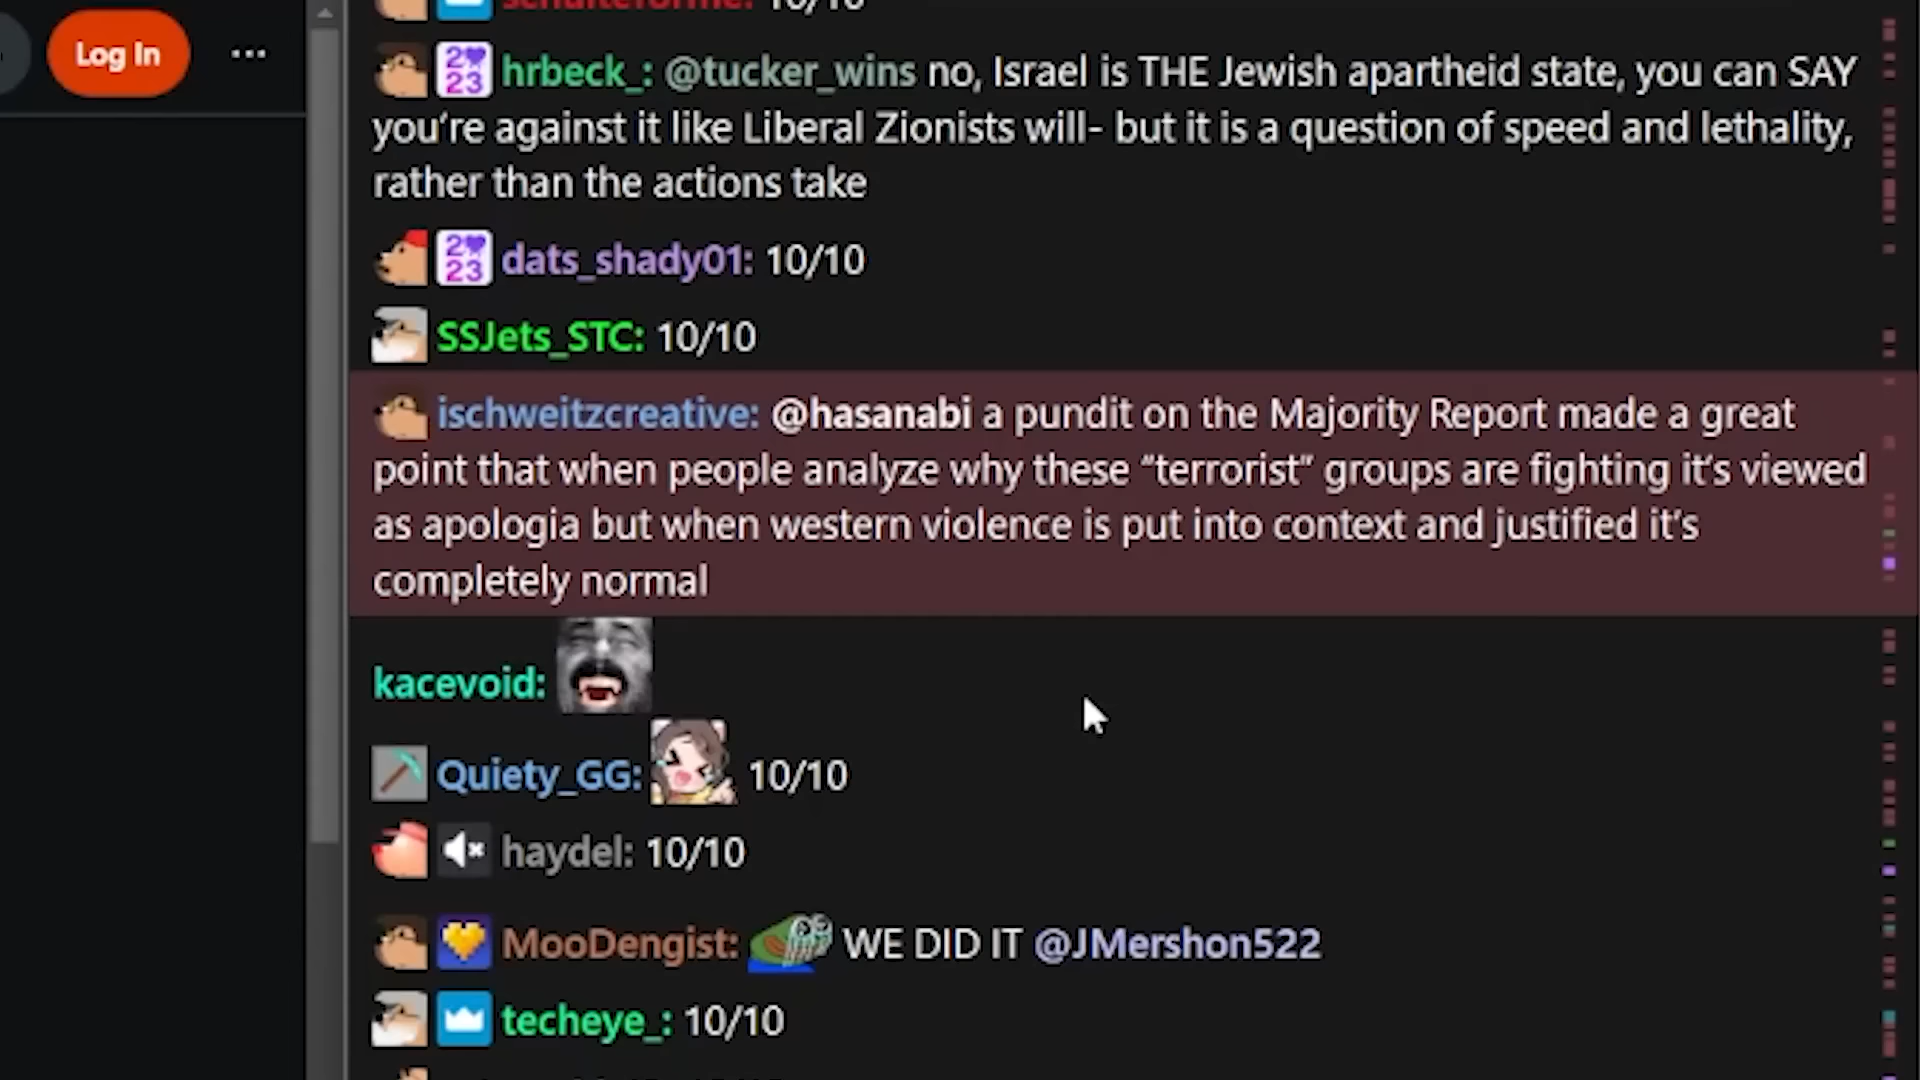 schulteforme: 10/10
Log In
hrbeck_: @tucker_wins no, Israel is THE Jewish apartheid state, you can SAY
you're against it like Liberal Zionists will- but it is a question of speed and lethality,
rather than the actions take
dats_shady01: 10/10
SSJets_STC: 10/10
ischweitzcreative: @hasanabi a pundit on the Majority Report made a great
point that when people analyze why these “terrorist” groups are fighting it's viewed
as apologia but when western violence is put into context and justified it's
completely normal
kacevoid:
Quiety_GG: 10/10
haydel: 10/10
MooDengist: WE DID IT @JMershon522
techeye_: 10/10